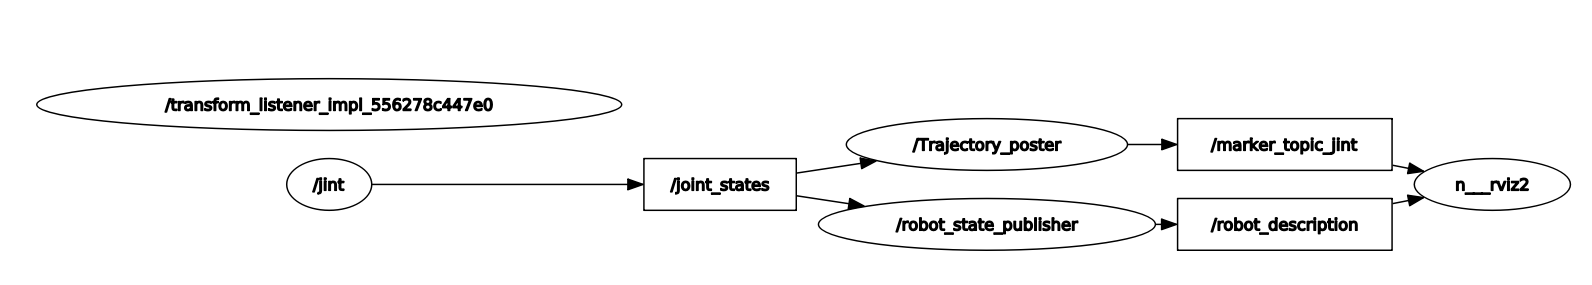 /transform_listener_impl_556278c447e0
/jint
/joint_states
/Trajectory_poster
/robot_state_publisher
/marker_topic_jint
/robot_description
n___rviz2